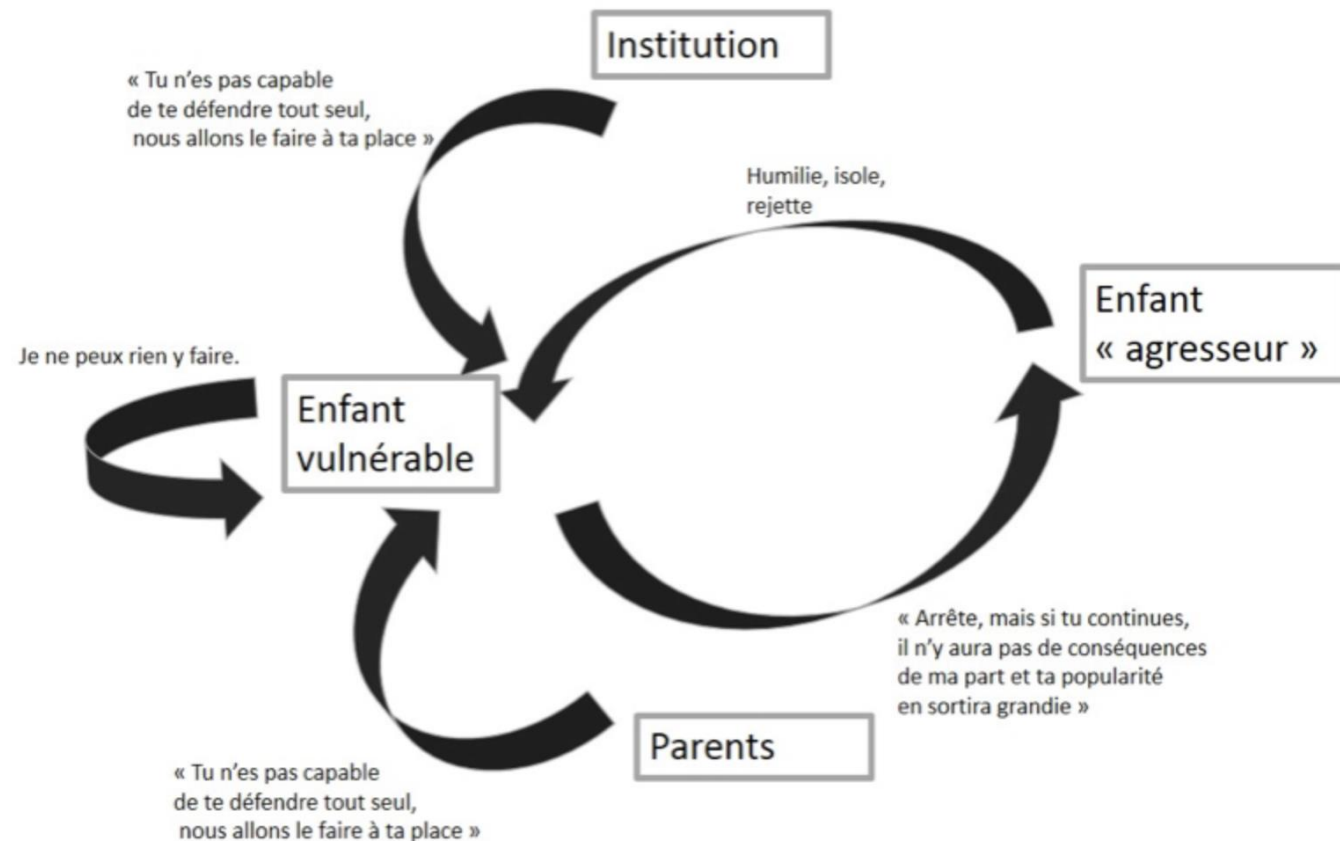 Institution
« Tu n'es pas capable
de te défendre tout seul,
nous allons le faire à ta place »
Humilie, isole,
rejette
Enfant
« agresseur »
Je ne peux rien y faire.
Enfant
vulnérable
« Arrête, mais si tu continues,
il n'y aura pas de conséquences
de ma part et ta popularité
en sortira grandie »
Parents
« Tu n'es pas capable
de te défendre tout seul,
nous allons le faire à ta place »